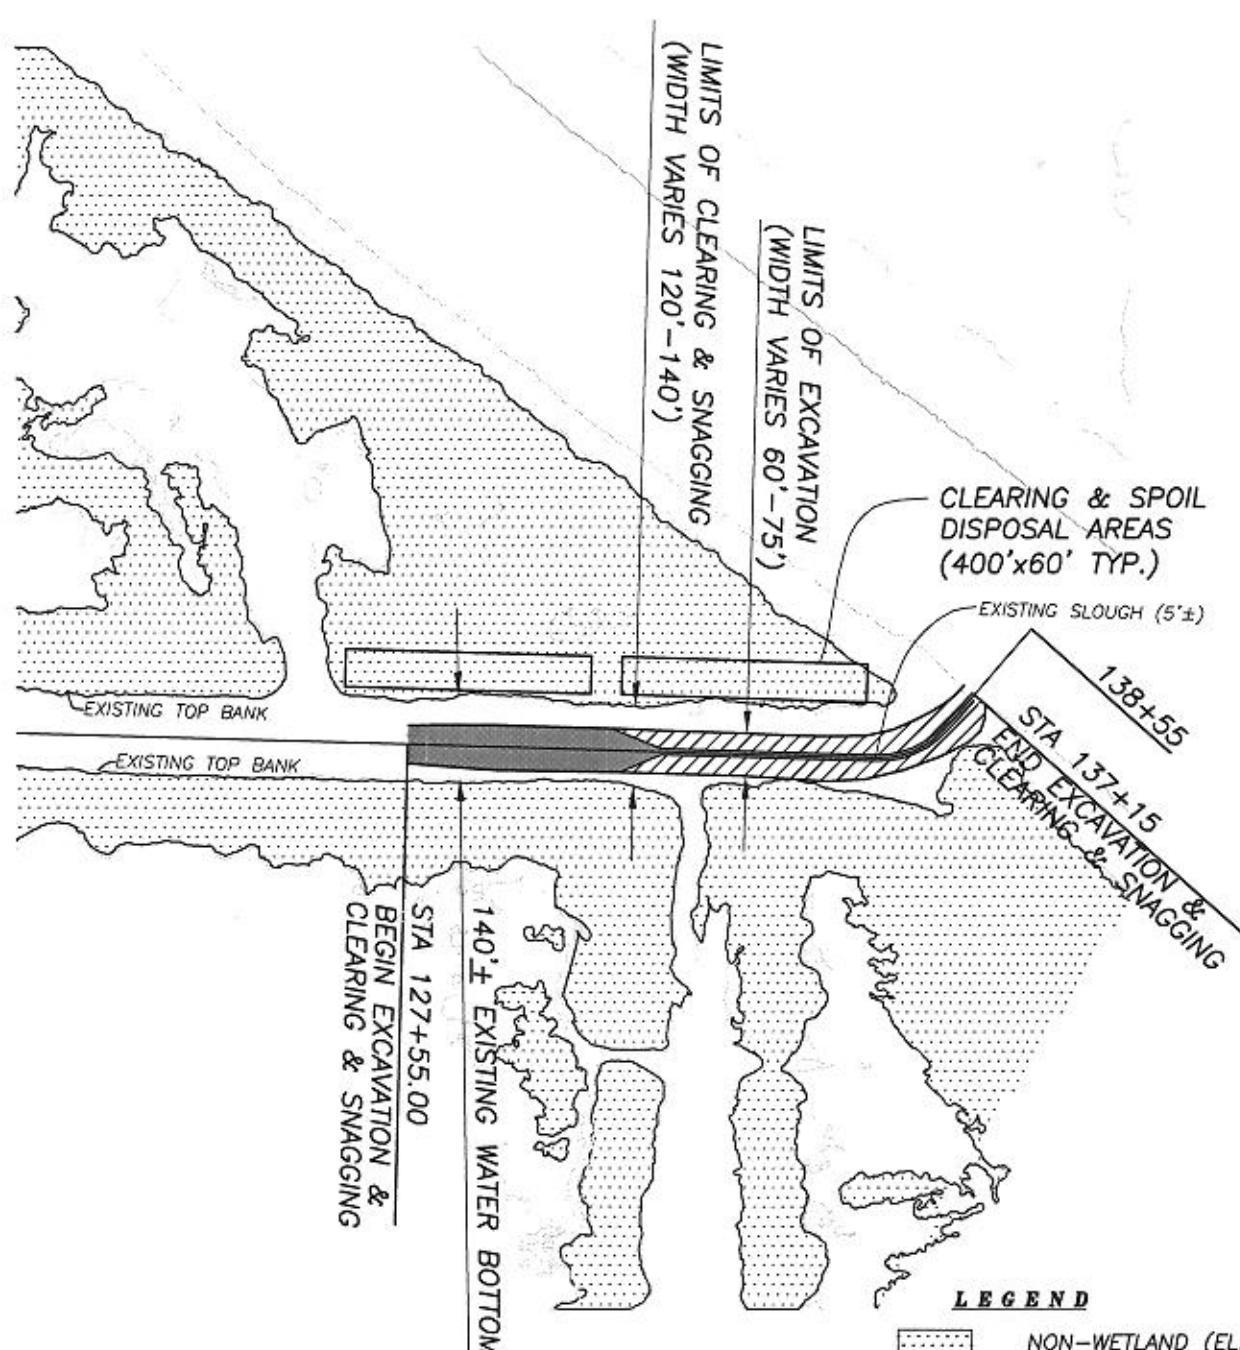 LIMITS OF CLEARING & SNAGGING
(WIDTH VARIES 120'-140')
LIMITS OF EXCAVATION
(WIDTH VARIES 60'-75')
CLEARING & SPOIL
DISPOSAL AREAS
(400'x60' TYP.)
EXISTING SLOUGH (5'±)
138+55
STA 137+15
END EXCAVATION &
CLEARING & SNAGGING
EXISTING TOP BANK
EXISTING TOP BANK
140'± EXISTING WATER BOTTOM
STA 127+55.00
BEGIN EXCAVATION &
CLEARING & SNAGGING
LEGEND
NON-WETLAND (EL